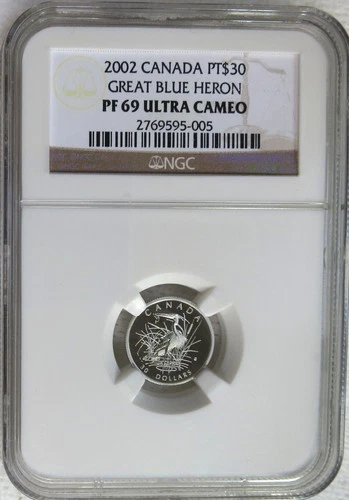 2002 CANADA PT$30
GREAT BLUE HERON
PF 69 ULTRA CAMEO
2769595-005
NGC
CANADA
30 DOLLARS